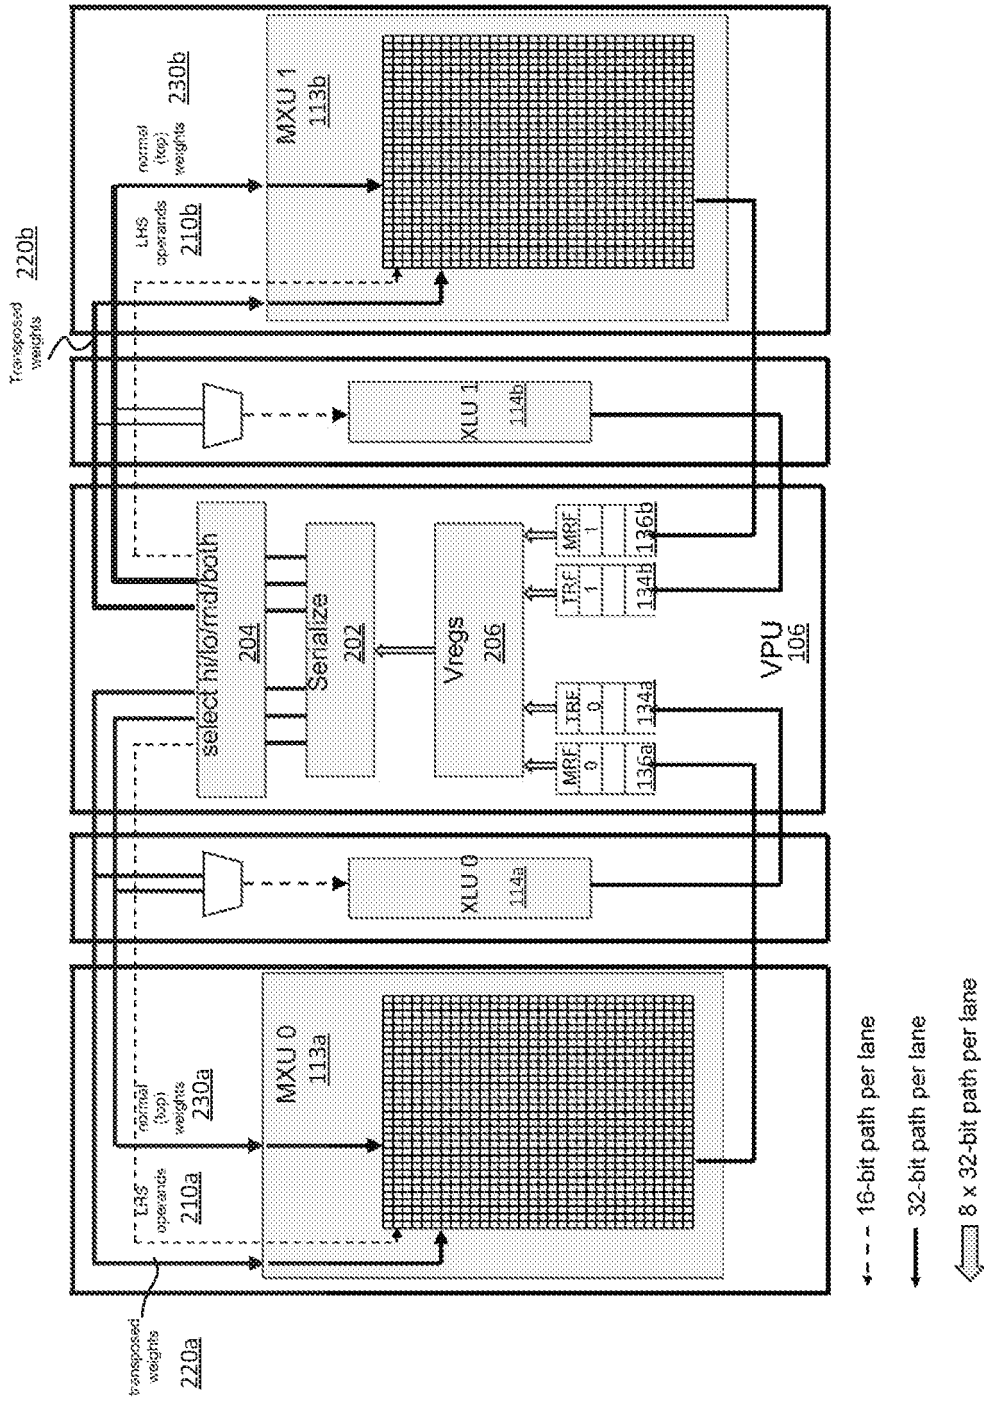 220b
Transposed
weights
230b
normal
(top)
weights
LHS
operands
210b
MXU 1
113b
XLU 1
114b
select hi/lo/md/both
204
Serialize
202
Vregs
206
MRF
1
136b
TRF
1
134b
TRF
0
134a
MRF
0
136a
VPU
106
XLU 0
114a
MXU 0
113a
normal
(top)
weights
230a
LHS
operands
210a
transposed
weights
220a
16-bit path per lane
32-bit path per lane
8 x 32-bit path per lane